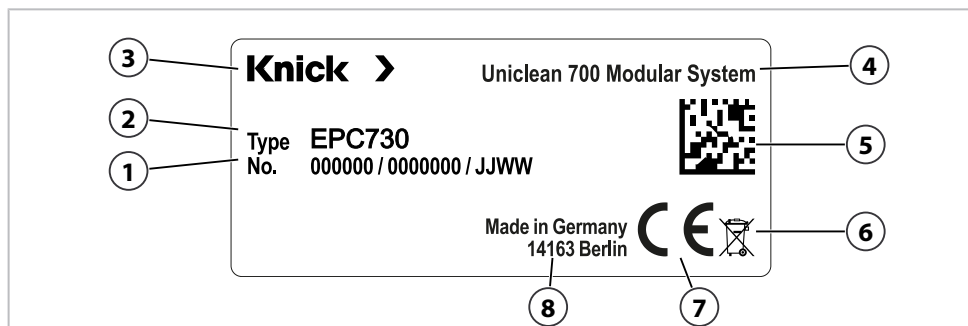 Knick >
Uniclean 700 Modular System
Type EPC730
No. 000000 / 0000000 / JJWW
Made in Germany
14163 Berlin
CE
3
2
1
4
5
6
7
8